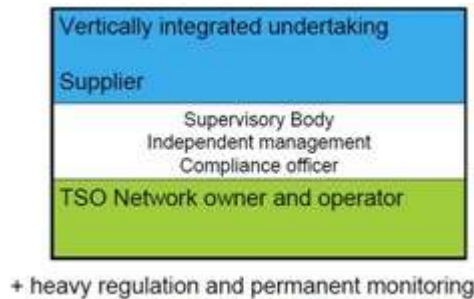 Vertically integrated undertaking
Supplier
Supervisory Body
Independent management
Compliance officer
TSO Network owner and operator
+ heavy regulation and permanent monitoring